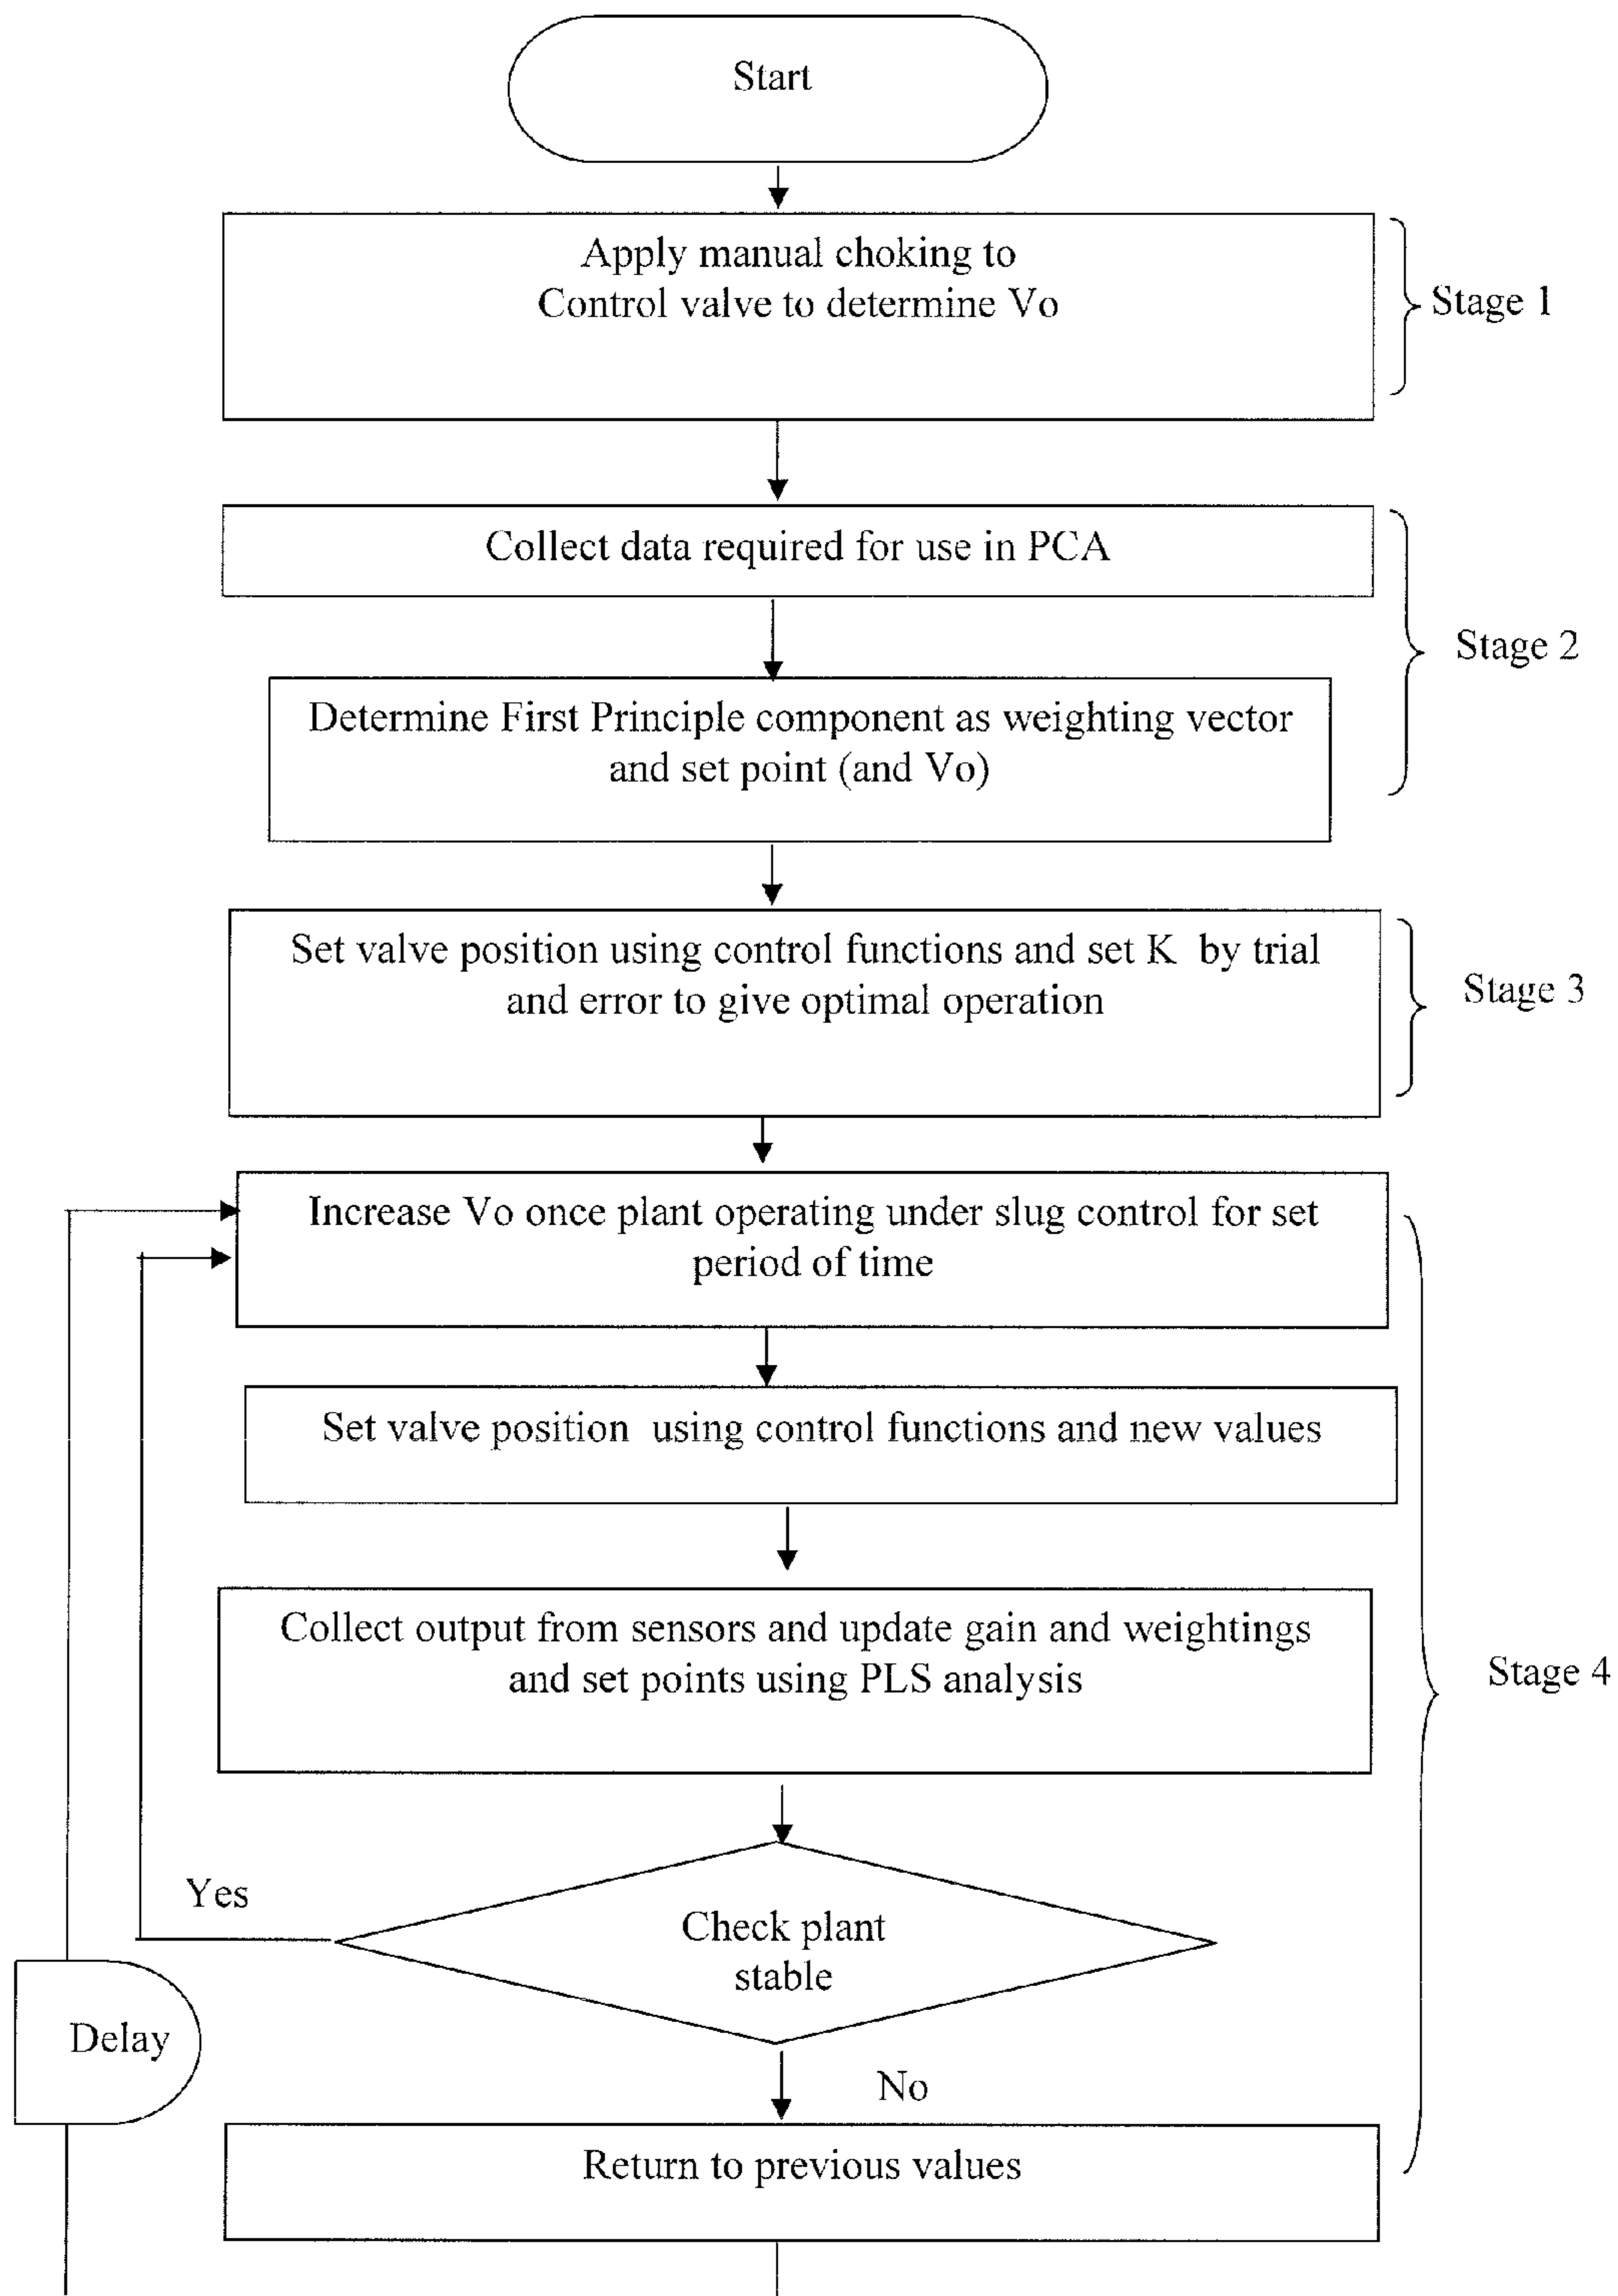 Start
Apply manual choking to
Control valve to determine Vo
Stage 1
Collect data required for use in PCA
Stage 2
Determine First Principle component as weighting vector
and set point (and Vo)
Set valve position using control functions and set K by trial
and error to give optimal operation
Stage 3
Increase Vo once plant operating under slug control for set
period of time
Set valve position using control functions and new values
Collect output from sensors and update gain and weightings
and set points using PLS analysis
Stage 4
Yes
Check plant
stable
Delay
No
Return to previous values